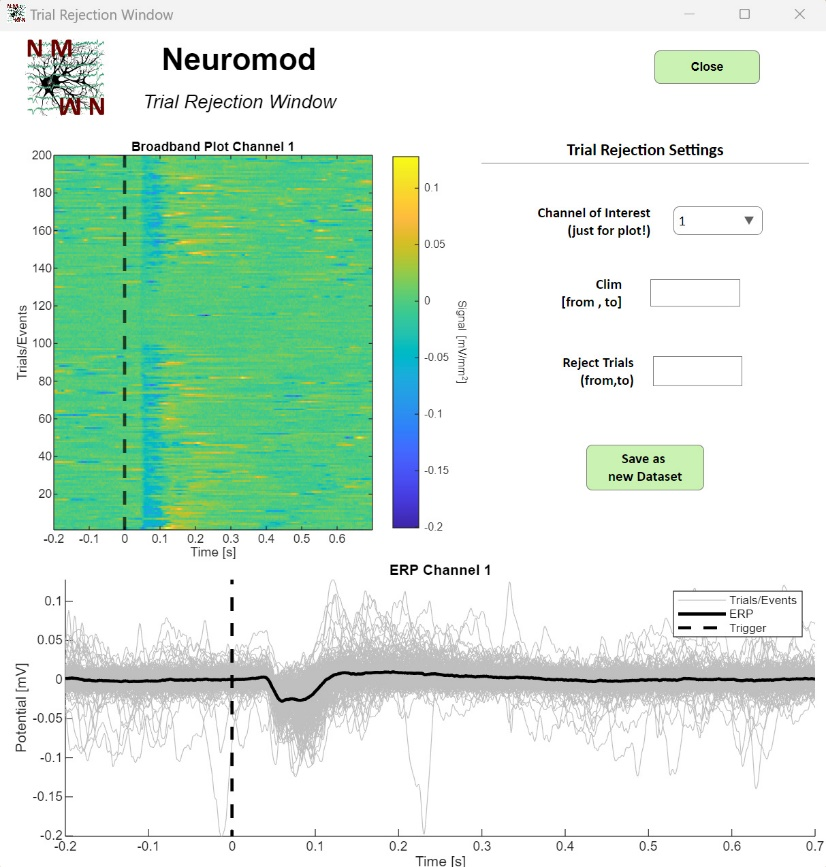 Trial Rejection Window
N M
M N
Neuromod
Trial Rejection Window
Close
Broadband Plot Channel 1
Trials/Events
200
180
160
140
120
100
80
60
40
20
-0.2 -0.1 0 0.1 0.2 0.3 0.4 0.5 0.6
Time [s]
0.1
0.05
0
-0.05
-0.1
-0.15
-0.2
Signal [mV/mm²]
Trial Rejection Settings
Channel of Interest
(just for plot!)
1
Clim
[from , to]
Reject Trials
(from,to)
Save as
new Dataset
ERP Channel 1
Potential [mV]
0.1
0.05
0
-0.05
-0.1
-0.15
-0.2
Trials/Events
ERP
Trigger
-0.2 -0.1 0 0.1 0.2 0.3 0.4 0.5 0.6 0.7
Time [s]